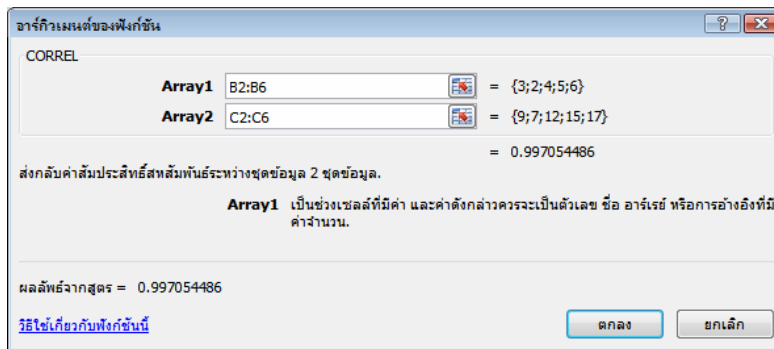 อาร์กิวเมนต์ของฟังก์ชัน
CORREL
Array1 B2:B6 = {3;2;4;5;6}
Array2 C2:C6 = {9;7;12;15;17}
= 0.997054486
ส่งกลับค่าสัมประสิทธิ์สหสัมพันธ์ระหว่างชุดข้อมูล 2 ชุดข้อมูล.
Array1 เป็นช่วงเซลล์ที่มีค่า และค่าดังกล่าวควรจะเป็นตัวเลข ชื่อ อาร์เรย์ หรือการอ้างอิงที่มี
ค่าจำนวน.
ผลลัพธ์จากสูตร = 0.997054486
วิธีใช้เกี่ยวกับฟังก์ชันนี้
ตกลง ยกเลิก